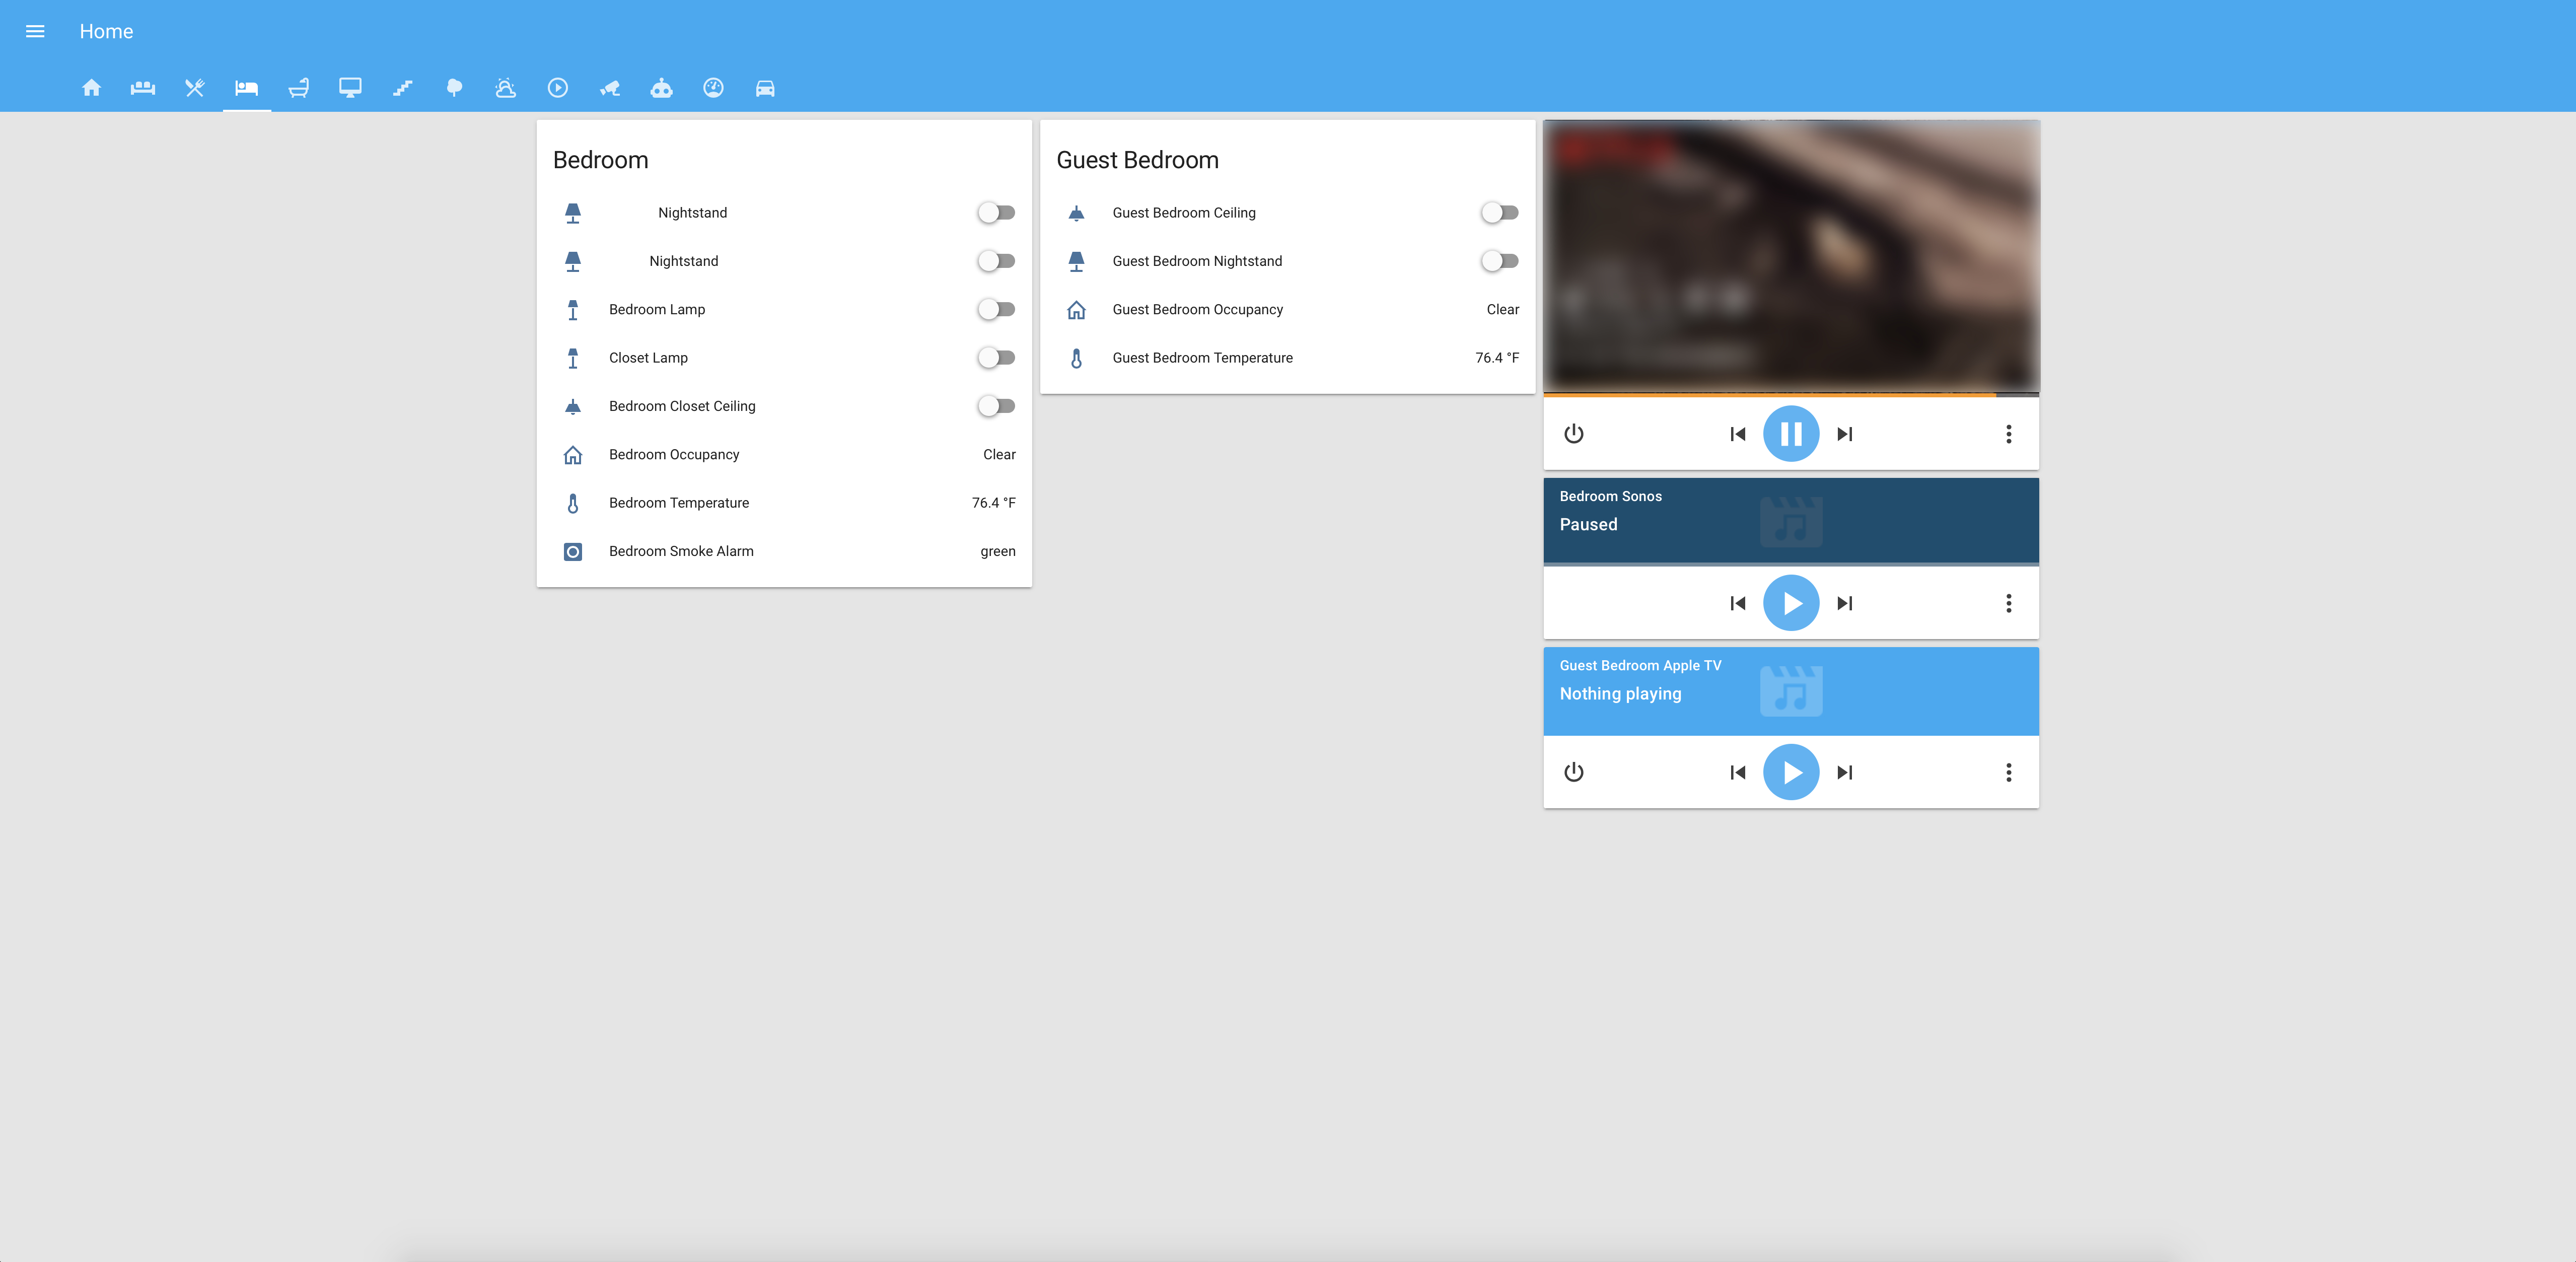 Home
Bedroom
Nightstand
Nightstand
Bedroom Lamp
Closet Lamp
Bedroom Closet Ceiling
Bedroom Occupancy Clear
Bedroom Temperature 76.4 °F
Bedroom Smoke Alarm green
Guest Bedroom
Guest Bedroom Ceiling
Guest Bedroom Nightstand
Guest Bedroom Occupancy Clear
Guest Bedroom Temperature 76.4 °F
Bedroom Sonos
Paused
Guest Bedroom Apple TV
Nothing playing